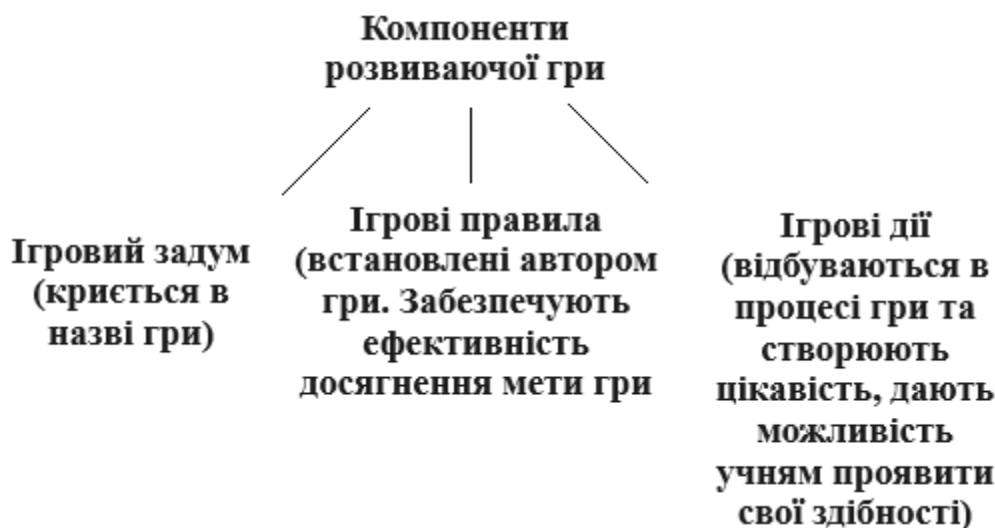 Компоненти
розвиваючої гри
Ігровий задум
(криється в
назві гри)
Ігрові правила
(встановлені автором
гри. Забезпечують
ефективність
досягнення мети гри
Ігрові дії
(відбуваються в
процесі гри та
створюють
цікавість, дають
можливість
учням проявити
свої здібності)